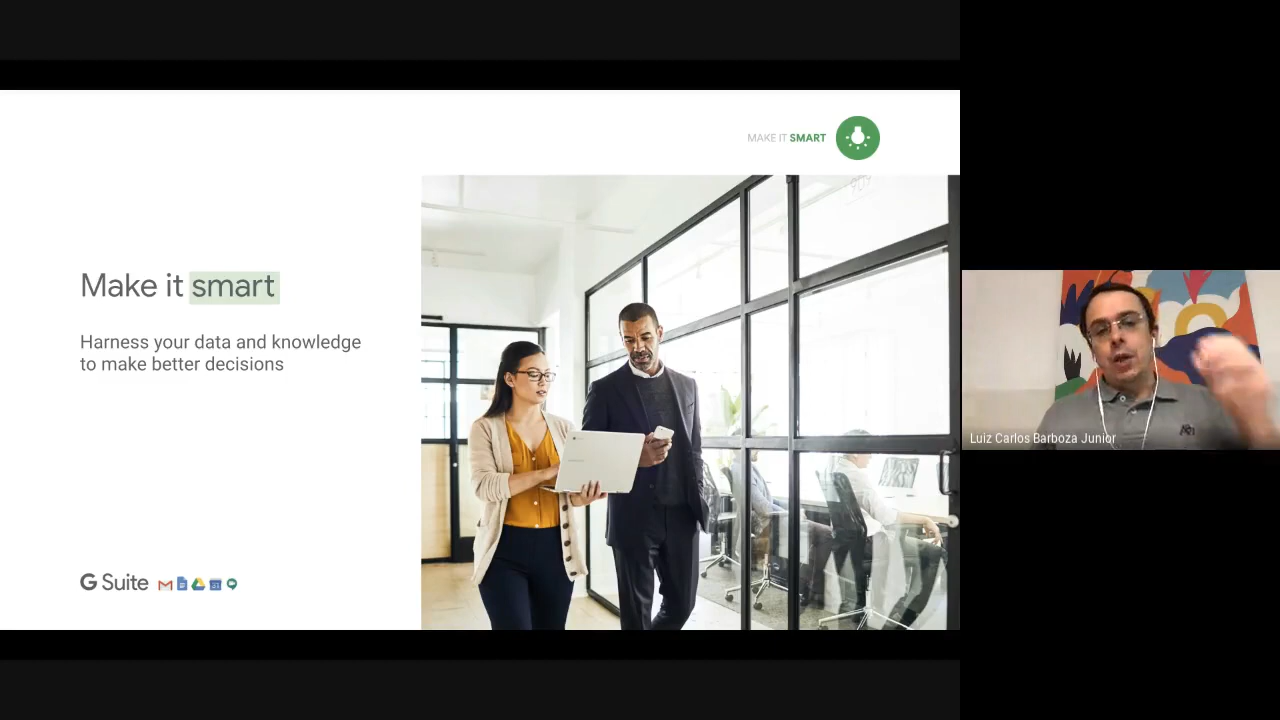 MAKE IT SMART
Make it smart
Harness your data and knowledge
to make better decisions
G Suite
31
Luiz Carlos Barboza Junior